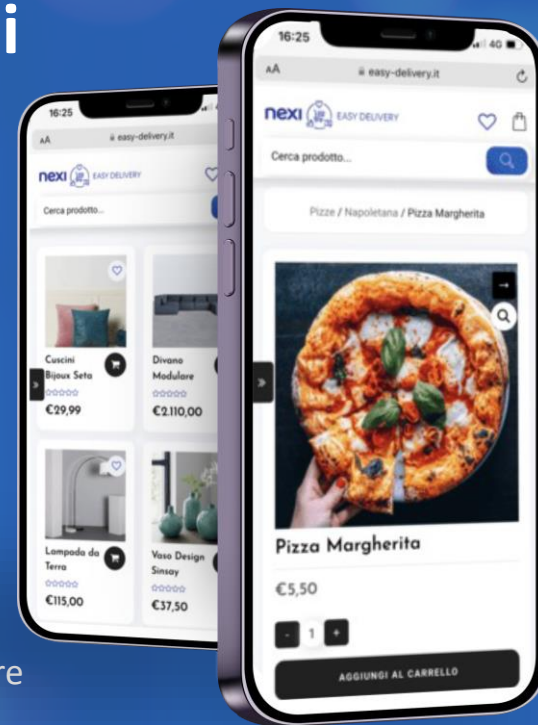 i
16:25
AA easy-delivery.it
nexi EASY DELIVERY
Cerca prodotto...
Cuscini
Bijoux Seta
€29,99
Divano
Modulare
€2.110,00
Lampada da
Terra
€115,00
Vaso Design
Sinsay
€37,50
16:25 4G
AA easy-delivery.it
nexi EASY DELIVERY
Cerca prodotto...
Pizze / Napoletana / Pizza Margherita
Pizza Margherita
€5,50
- 1 +
AGGIUNGI AL CARRELLO
re